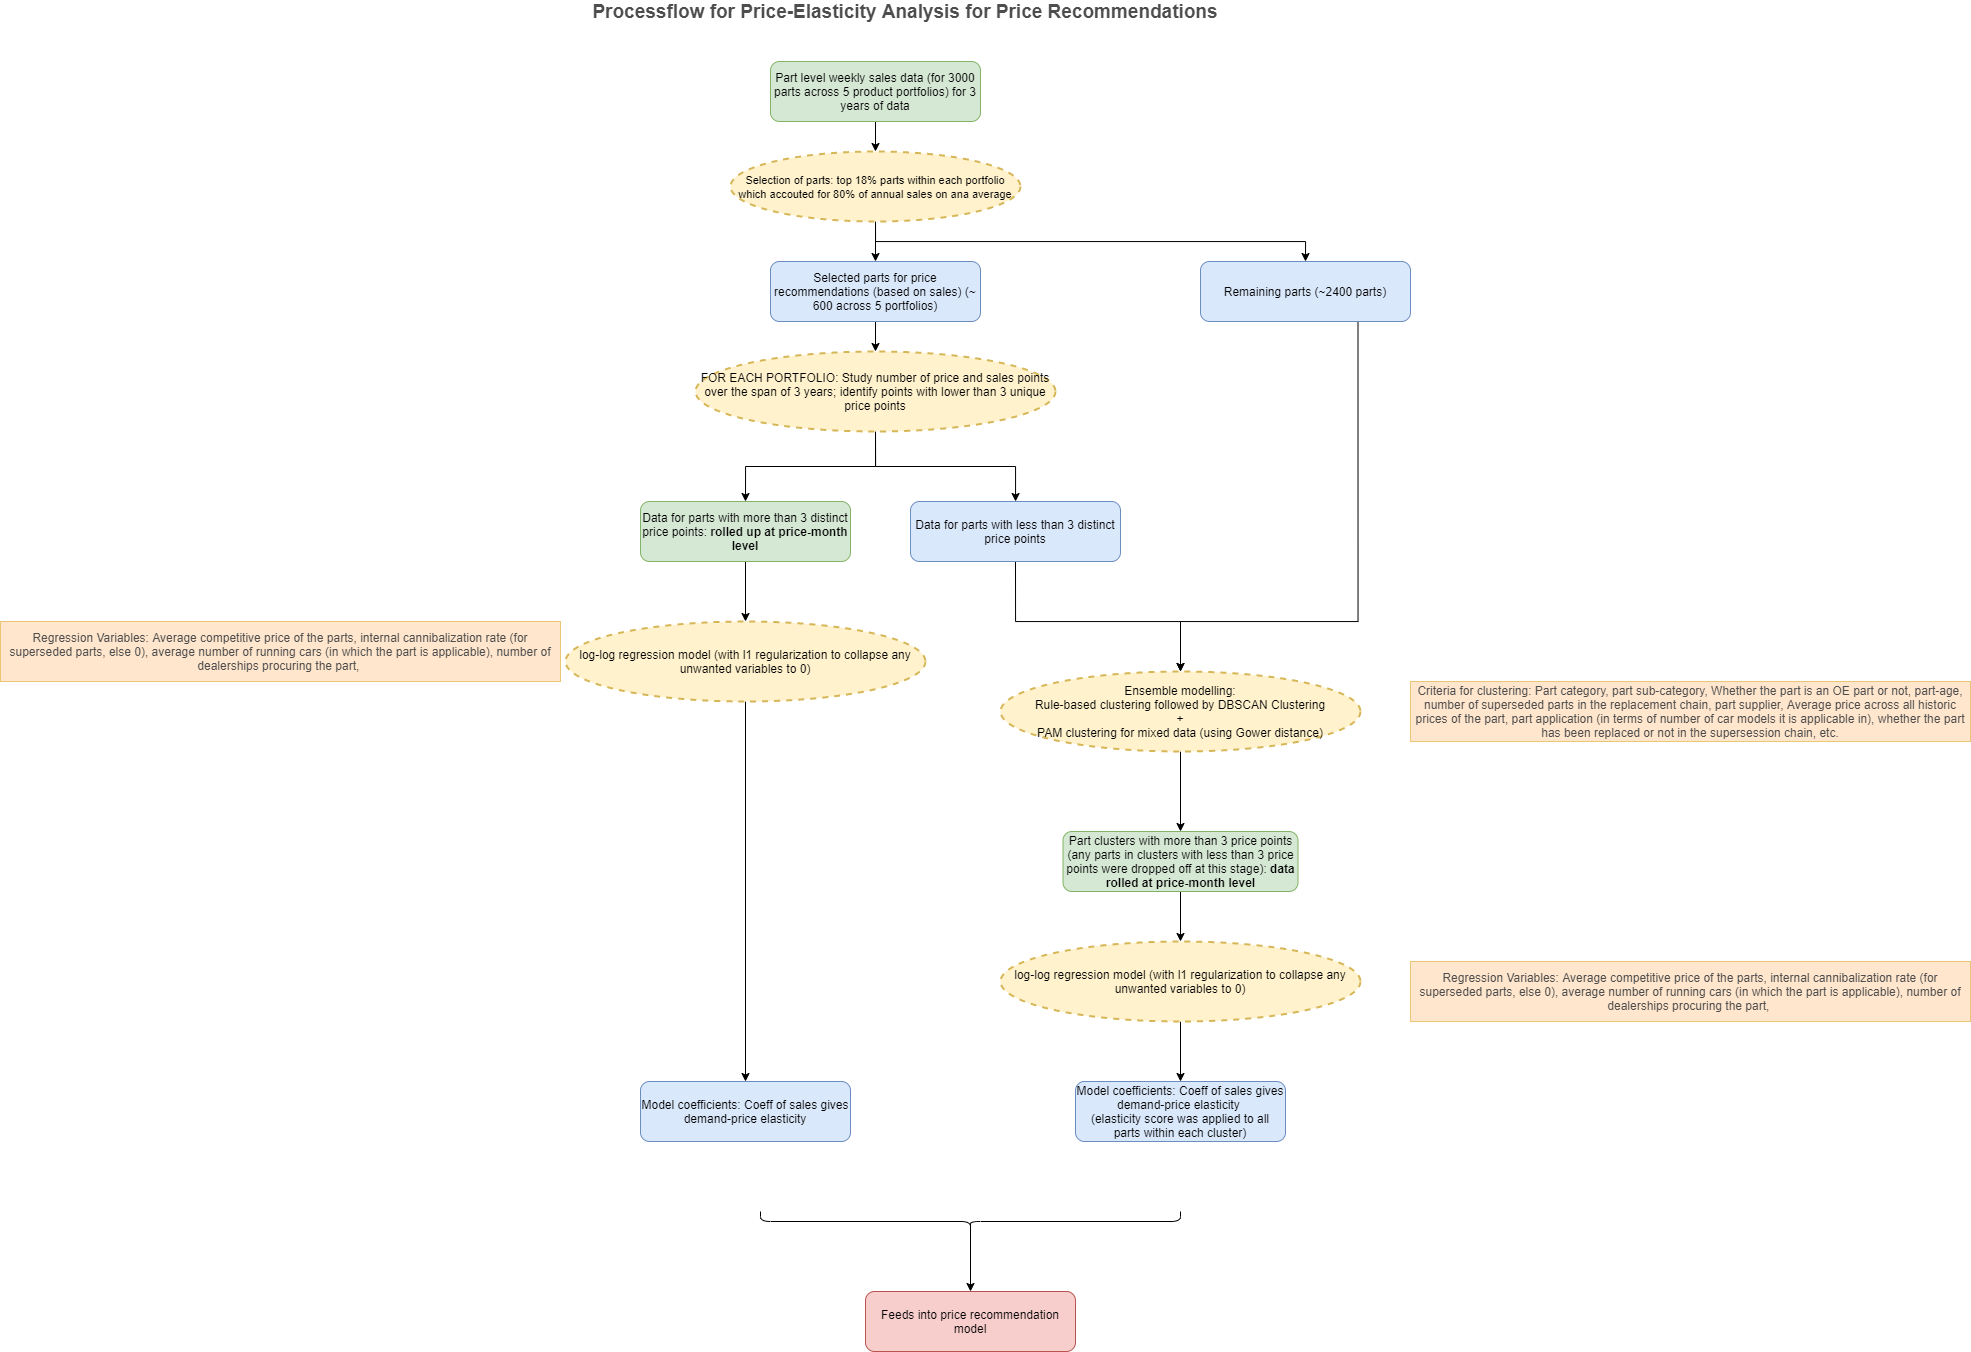 Processflow for Price-Elasticity Analysis for Price Recommendations
Part level weekly sales data (for 3000
parts across 5 product portfolios) for 3
years of data
Selection of parts: top 18% parts within each portfolio
which accouted for 80% of annual sales on ana average
Selected parts for price
recommendations (based on sales) (~
600 across 5 portfolios)
Remaining parts (~2400 parts)
FOR EACH PORTFOLIO: Study number of price and sales points
over the span of 3 years; identify points with lower than 3 unique
price points
Data for parts with more than 3 distinct
price points: rolled up at price-month
level
Data for parts with less than 3 distinct
price points
Regression Variables: Average competitive price of the parts, internal cannibalization rate (for
superseded parts, else 0), average number of running cars (in which the part is applicable), number of
dealerships procuring the part,
log-log regression model (with l1 regularization to collapse any
unwanted variables to 0)
Ensemble modelling:
Rule-based clustering followed by DBSCAN Clustering
+
PAM clustering for mixed data (using Gower distance)
Criteria for clustering: Part category, part sub-category, Whether the part is an OE part or not, part-age,
number of superseded parts in the replacement chain, part supplier, Average price across all historic
prices of the part, part application (in terms of number of car models it is applicable in), whether the part
has been replaced or not in the supersession chain, etc.
Part clusters with more than 3 price points
(any parts in clusters with less than 3 price
points were dropped off at this stage): data
rolled at price-month level
log-log regression model (with l1 regularization to collapse any
unwanted variables to 0)
Regression Variables: Average competitive price of the parts, internal cannibalization rate (for
superseded parts, else 0), average number of running cars (in which the part is applicable), number of
dealerships procuring the part,
Model coefficients: Coeff of sales gives
demand-price elasticity
Model coefficients: Coeff of sales gives
demand-price elasticity
(elasticity score was applied to all
parts within each cluster)
Feeds into price recommendation
model